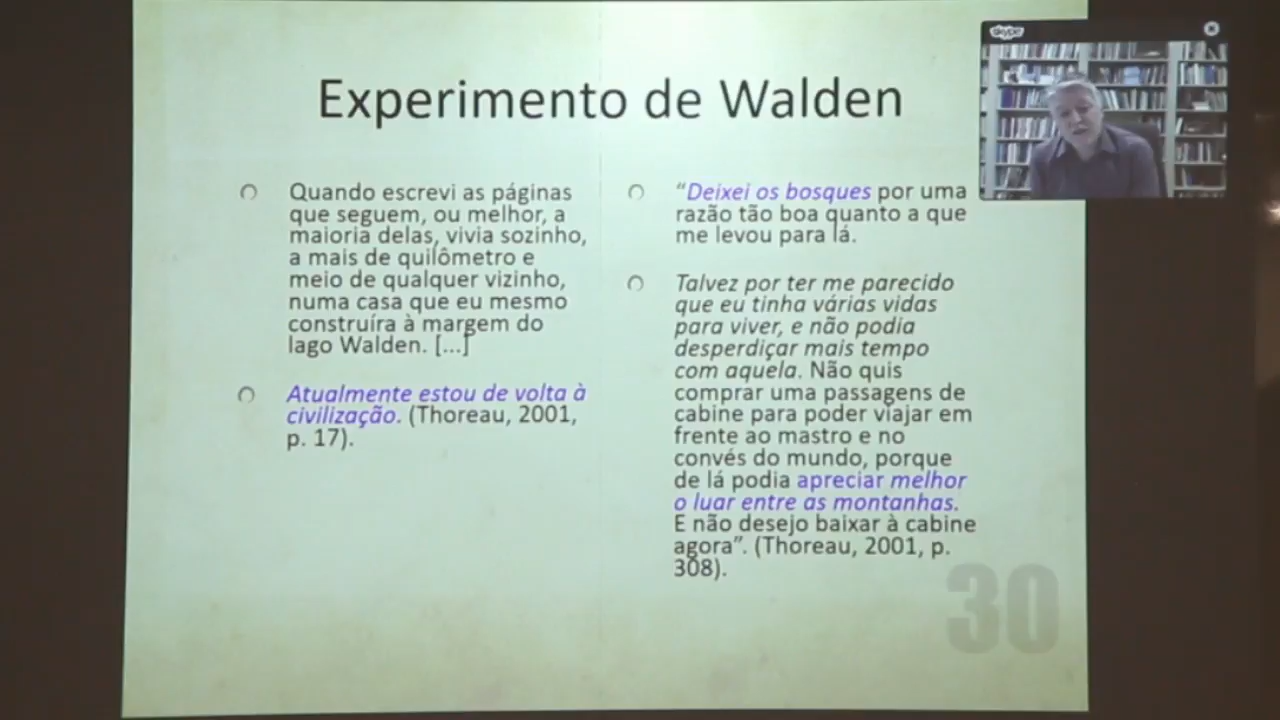 Experimento de Walden
Quando escrevi as páginas
que seguem, ou melhor, a
maioria delas, vivia sozinho,
a mais de quilômetro e
meio de qualquer vizinho,
numa casa que eu mesmo
construíra à margem do
lago Walden. [...]
Atualmente estou de volta à
civilização. (Thoreau, 2001,
p. 17).
“Deixei os bosques por uma
razão tão boa quanto a que
me levou para lá.
Talvez por ter me parecido
que eu tinha várias vidas
para viver, e não podia
desperdiçar mais tempo
com aquela. Não quis
comprar uma passagens de
cabine para poder viajar em
frente ao mastro e no
convés do mundo, porque
de lá podia apreciar melhor
o luar entre as montanhas.
E não desejo baixar à cabine
agora”. (Thoreau, 2001, p.
308).
30
skype